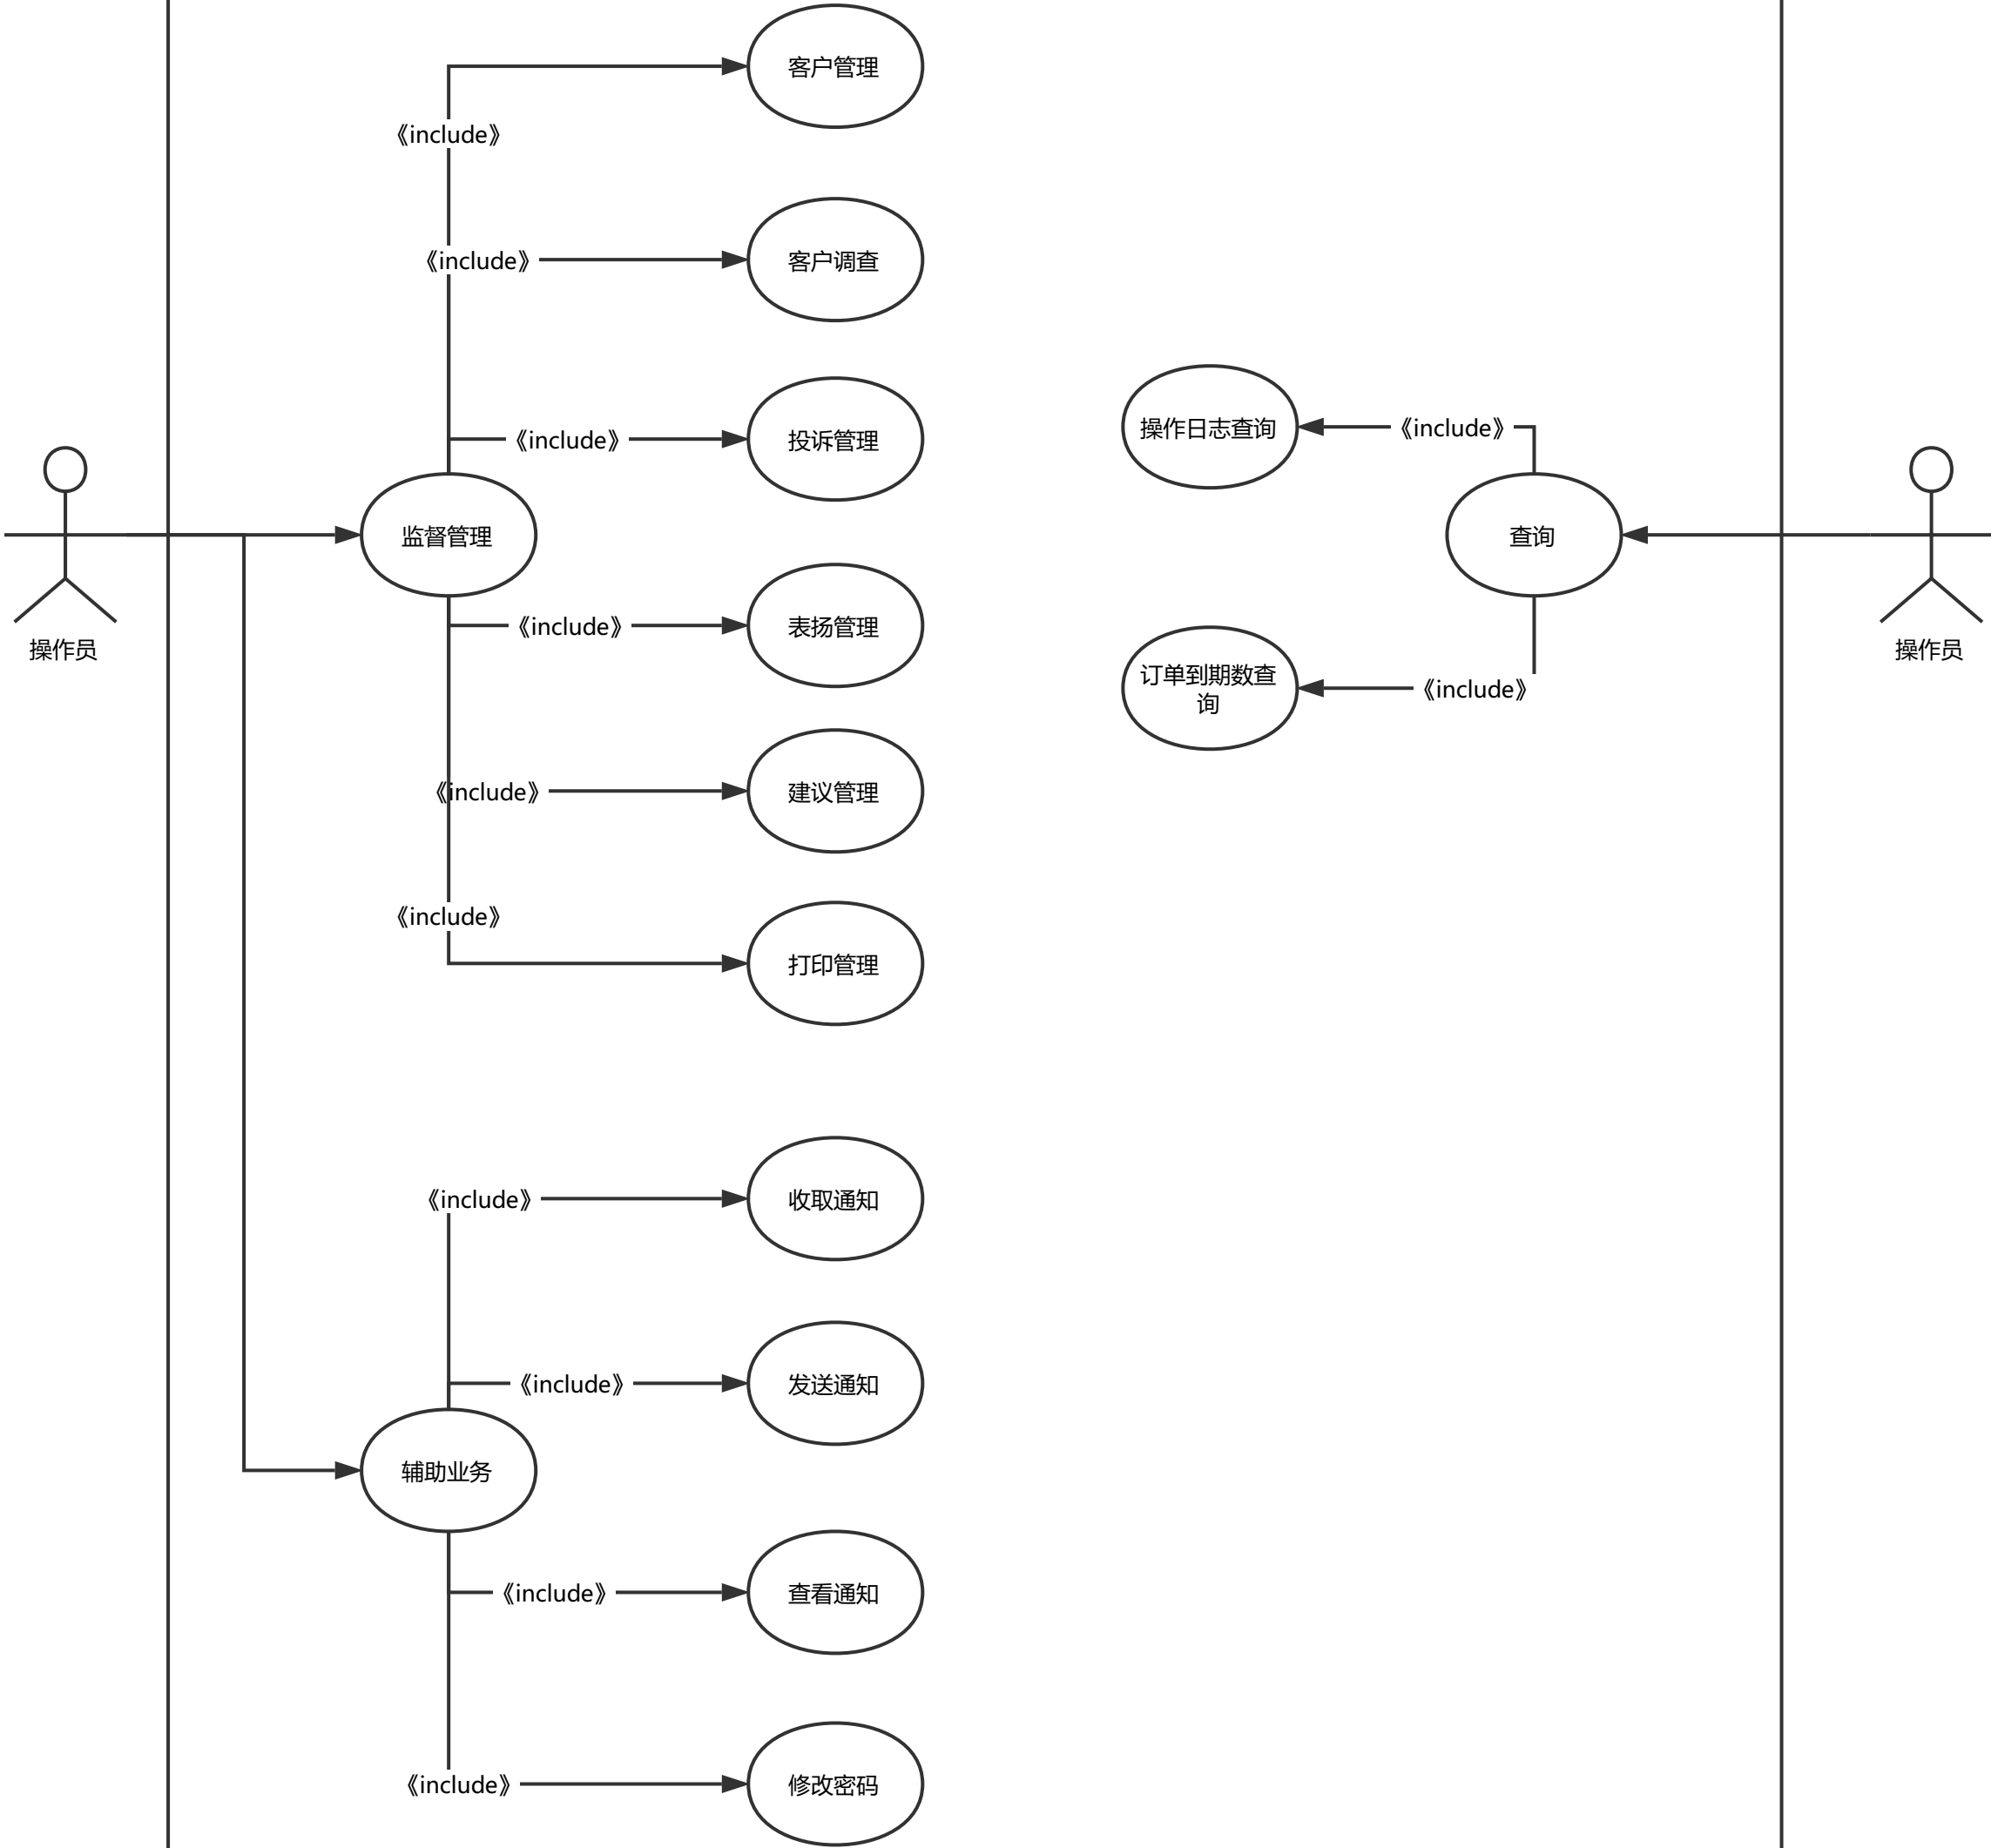 客户管理
《include》
客户调查
《include》
投诉管理
《include》
操作日志查询
《include》
监督管理
查询
操作员
操作员
表扬管理
《include》
订单到期数查
询
《include》
建议管理
《include》
《include》
打印管理
收取通知
《include》
发送通知
《include》
辅助业务
查看通知
《include》
修改密码
《include》